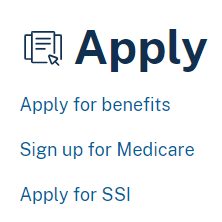 Apply
Apply for benefits
Sign up for Medicare
Apply for SSI